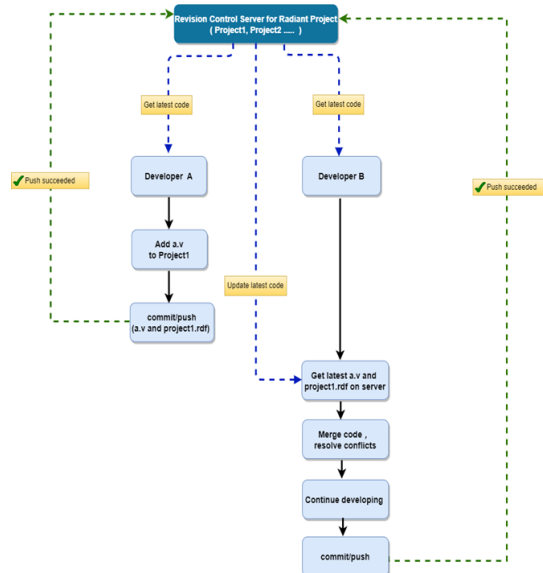 Revision Control Server for Radiant Project
( Project1, Project2 ..... )
Get latest code
Get latest code
Developer A
Developer B
Push succeeded
Push succeeded
Add a.v
to Project1
Update latest code
commit/push
(a.v and project1.rdf)
Get latest a.v and
project1.rdf on server
Merge code ,
resolve conflicts
Continue developing
commit/push